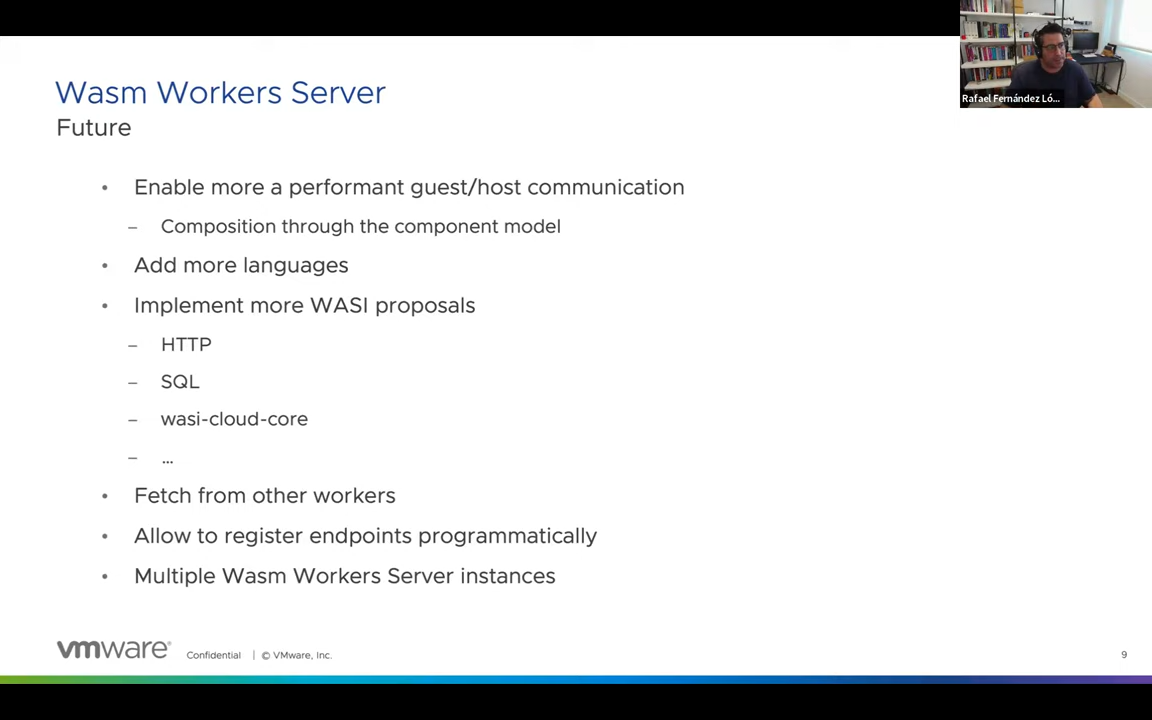 Wasm Workers Server
Future
• Enable more a performant guest/host communication
– Composition through the component model
• Add more languages
• Implement more WASI proposals
– HTTP
– SQL
– wasi-cloud-core
– ...
• Fetch from other workers
• Allow to register endpoints programmatically
• Multiple Wasm Workers Server instances
vmware® Confidential | © VMware, Inc.
9
Rafael Fernández Ló...